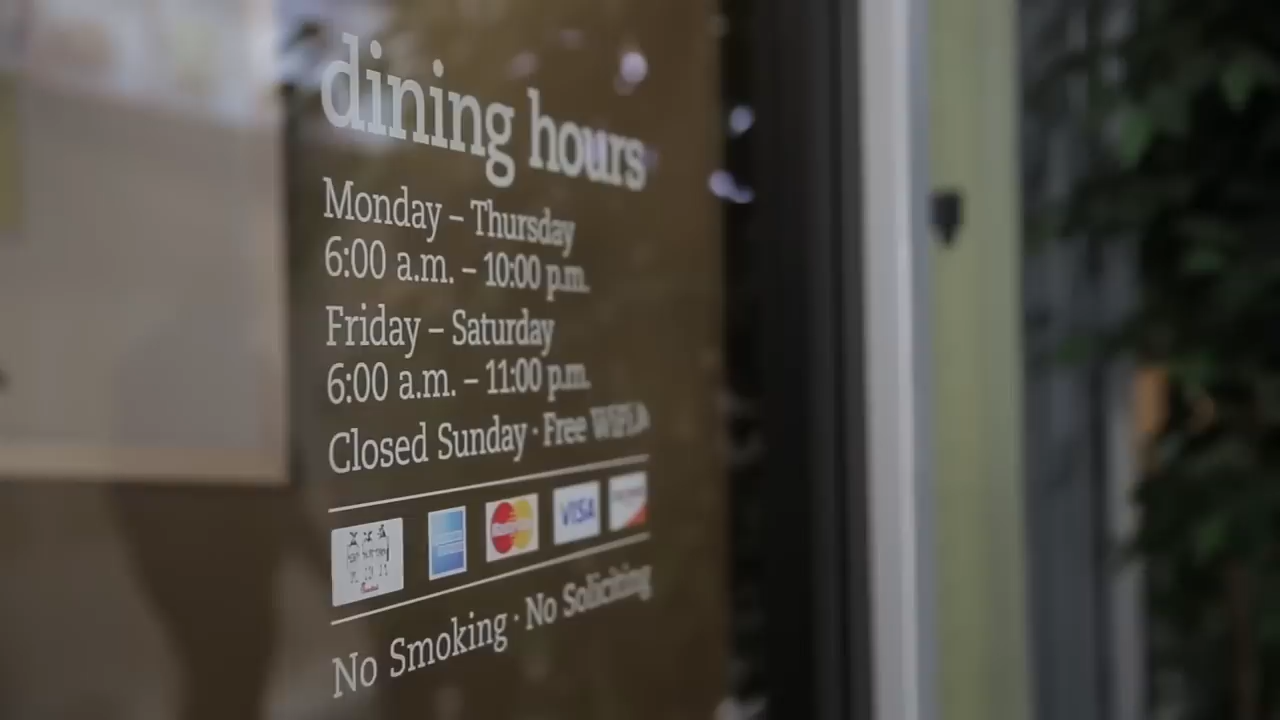 dining hours
Monday – Thursday
6:00 a.m. – 10:00 p.m.
Friday – Saturday
6:00 a.m. – 11:00 p.m.
Closed Sunday · Free WiFi
VISA
No Smoking · No Soliciting